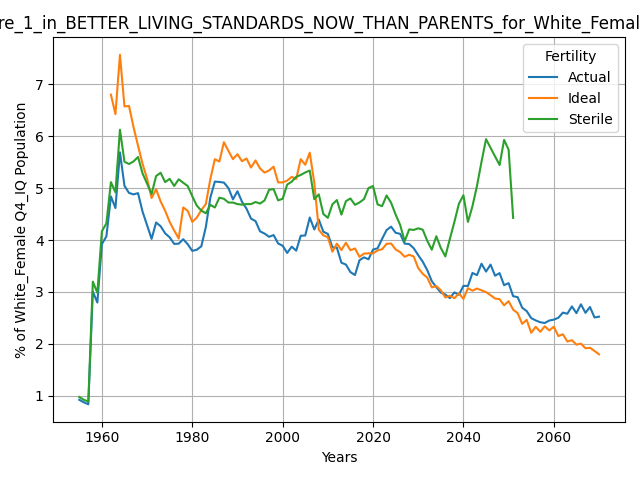 re_1_in_BETTER_LIVING_STANDARDS_NOW_THAN_PARENTS_for_White_Femal
Fertility
Actual
Ideal
Sterile
% of White_Female Q4_IQ Population
7
6
5
4
3
2
1
1960 1980 2000 2020 2040 2060
Years